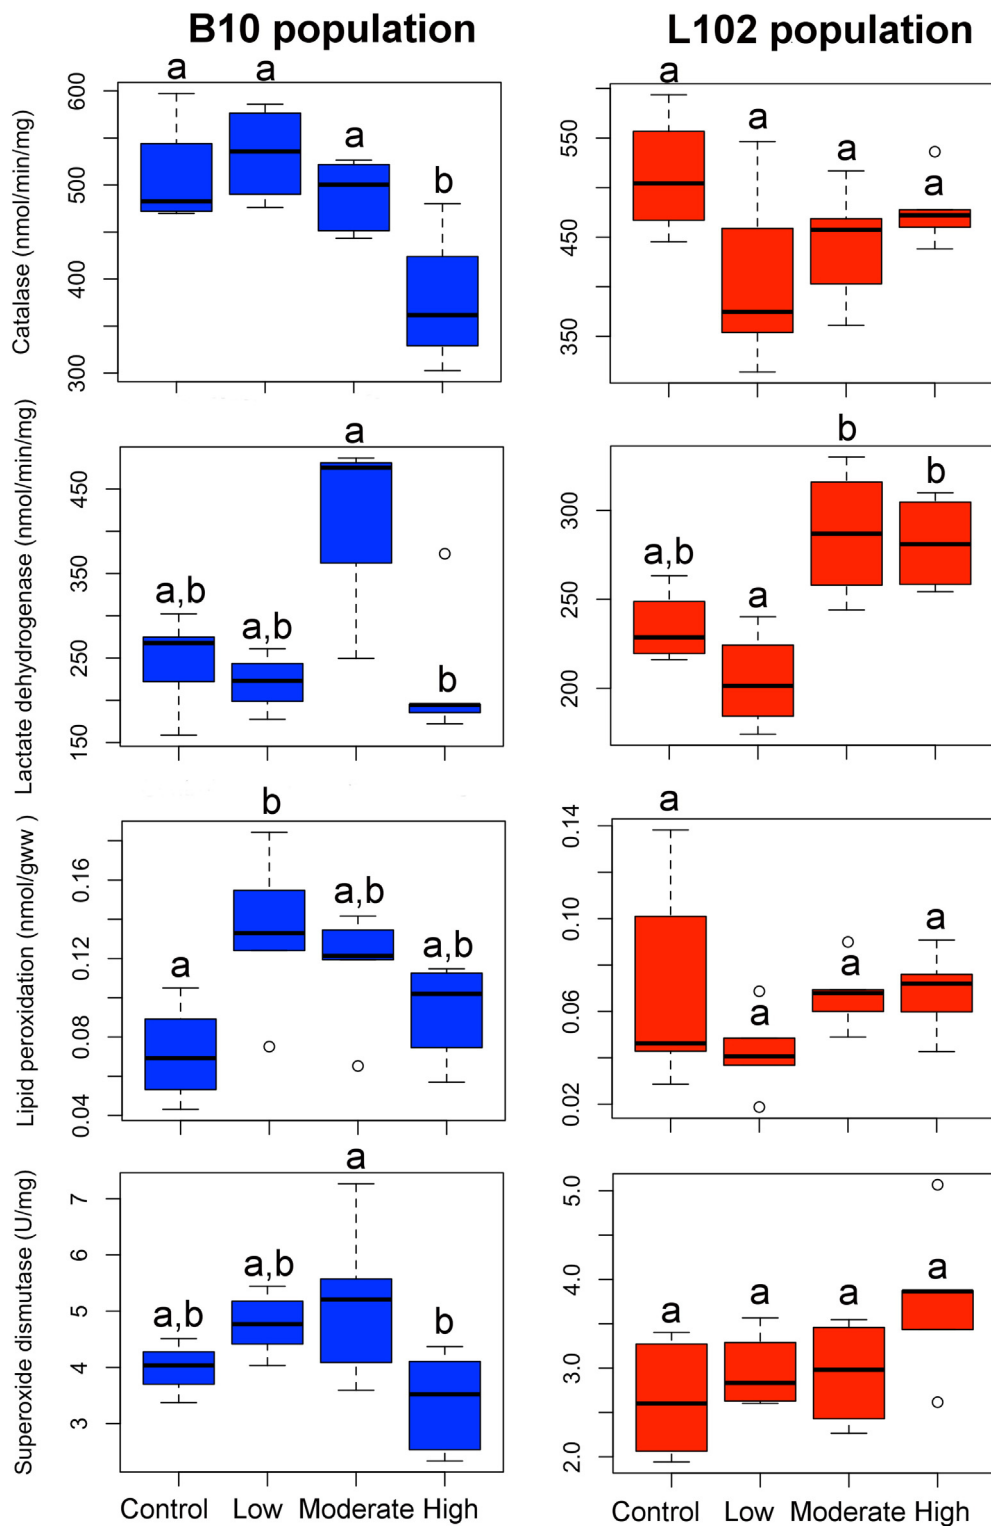 B10 population
L102 population
Catalase (nmol/min/mg)
600
500
400
300
a
a
a
b
550
450
350
a
a
a
a
Lactate dehydrogenase (nmol/min/mg)
450
350
250
150
a,b
a,b
a
b
300
250
200
a,b
a
b
b
Lipid peroxidation (nmol/gww )
0.16
0.12
0.08
0.04
a
b
a,b
a,b
0.14
0.10
0.06
0.02
a
a
a
a
Superoxide dismutase (U/mg)
7
6
5
4
3
a,b
a,b
a
b
5.0
4.0
3.0
2.0
a
a
a
a
Control Low Moderate High
Control Low Moderate High